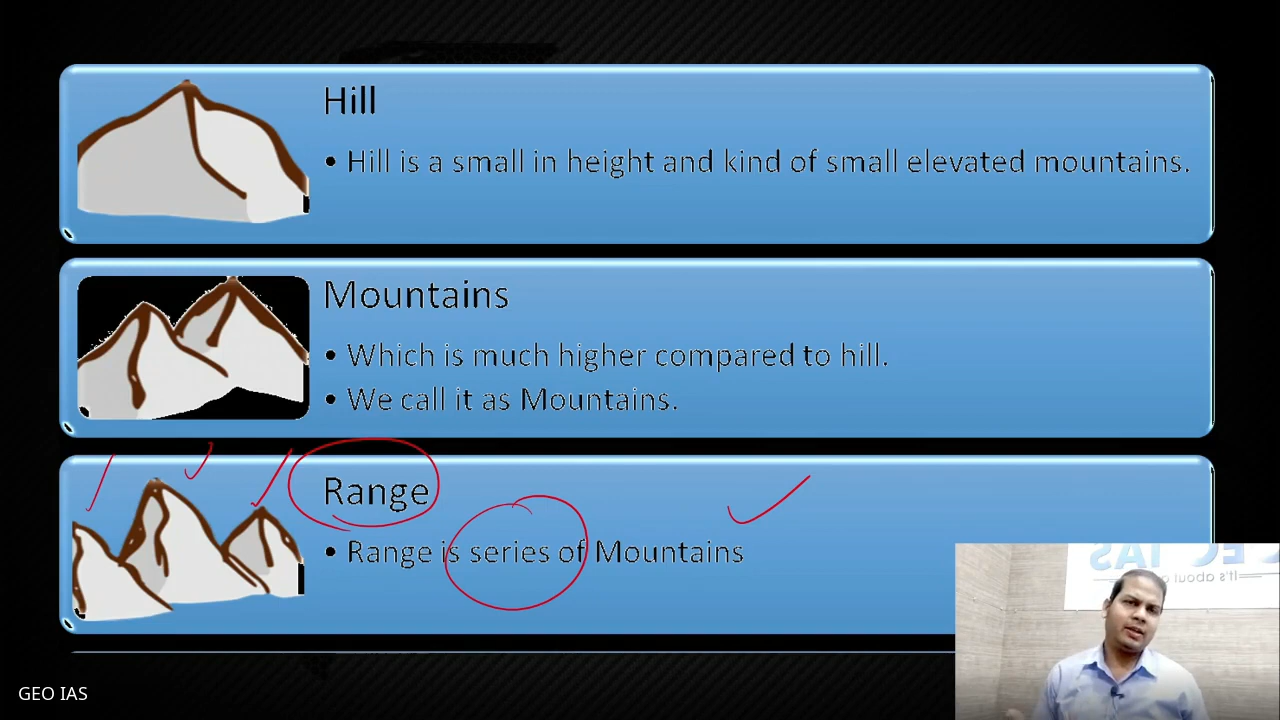 Hill
• Hill is a small in height and kind of small elevated mountains.
Mountains
• Which is much higher compared to hill.
• We call it as Mountains.
Range
• Range is series of Mountains
GEO IAS